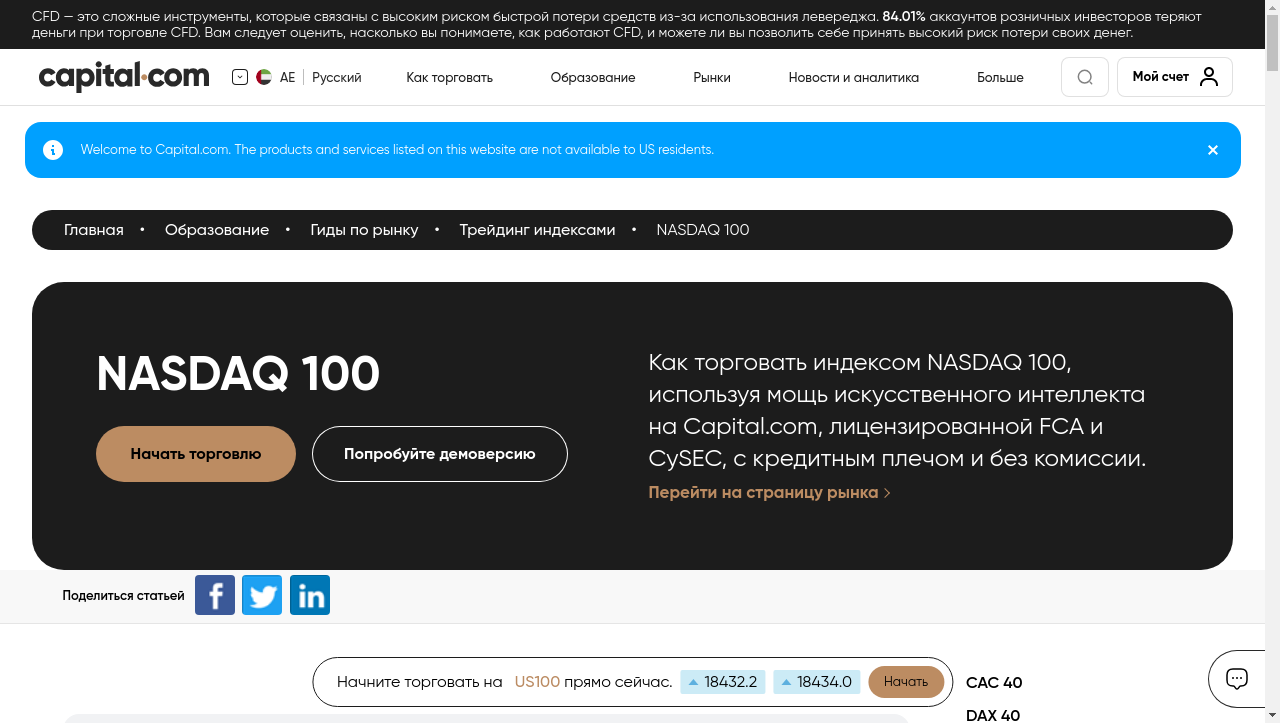 CFD — это сложные инструменты, которые связаны с высоким риском быстрой потери средств из-за использования левереджа. 84.01% аккаунтов розничных инвесторов теряют
деньги при торговле CFD. Вам следует оценить, насколько вы понимаете, как работают CFD, и можете ли вы позволить себе принять высокий риск потери своих денег.
capital.com AE Русский Как торговать Образование Рынки Новости и аналитика Больше Мой счет
Welcome to Capital.com. The products and services listed on this website are not available to US residents.
Главная • Образование • Гиды по рынку • Трейдинг индексами • NASDAQ 100
NASDAQ 100
Начать торговлю Попробуйте демоверсию
Как торговать индексом NASDAQ 100,
используя мощь искусственного интеллекта
на Capital.com, лицензированной FCA и
CySEC, с кредитным плечом и без комиссии.
Перейти на страницу рынка
Поделиться статьей
Начните торговать на US100 прямо сейчас. 18432.2 18434.0 Начать
CAC 40
DAX 40